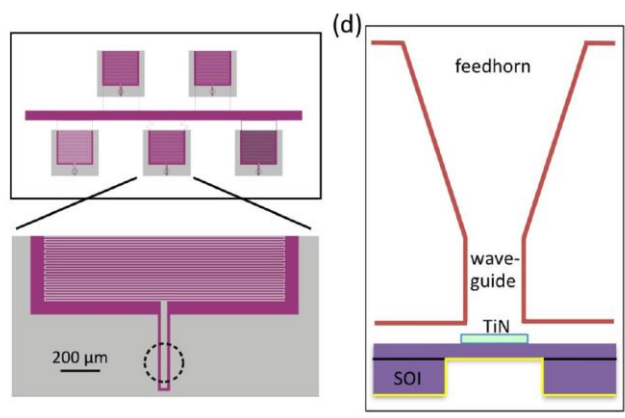 (d)
feedhorn
wave-
guide
TiN
SOI
200 μm